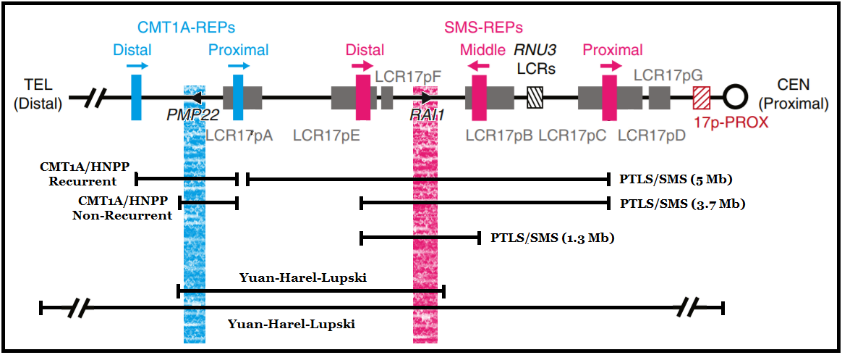 CMT1A-REPs
SMS-REPs
Distal
Proximal
Distal
Middle
RNU3
LCRs
Proximal
TEL
(Distal)
PMP22
LCR17pA
LCR17pE
LCR17pF
RAI1
LCR17pB
LCR17pC
LCR17pG
LCR17pD
17p-PROX
CEN
(Proximal)
CMT1A/HNPP
Recurrent
PTLS/SMS (5 Mb)
CMT1A/HNPP
Non-Recurrent
PTLS/SMS (3.7 Mb)
PTLS/SMS (1.3 Mb)
Yuan-Harel-Lupski
Yuan-Harel-Lupski